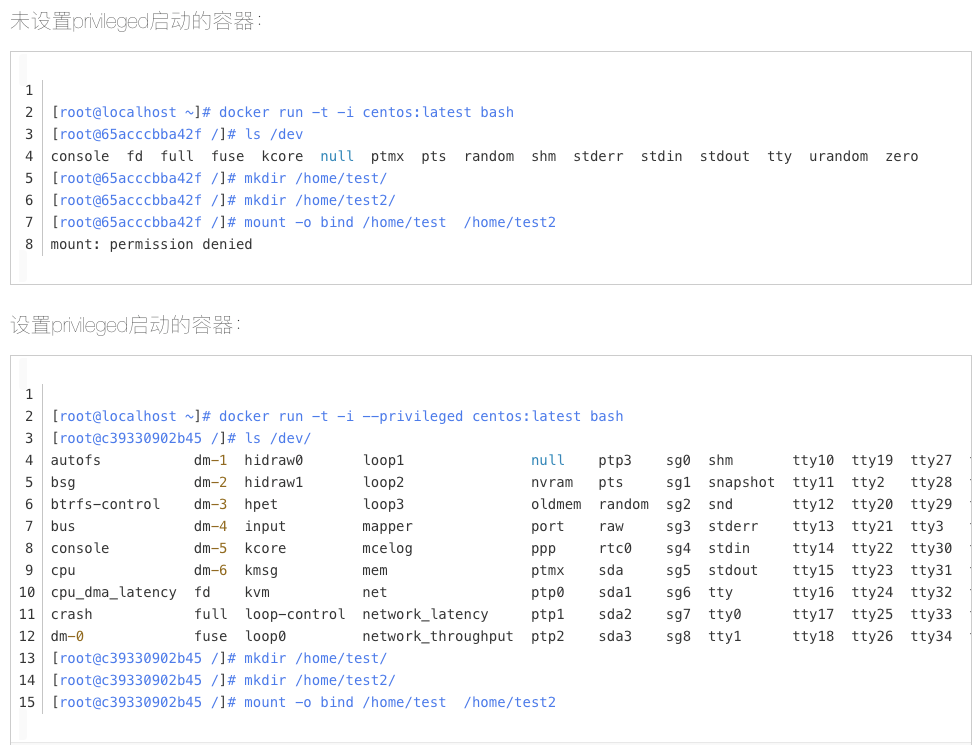 未设置privileged启动的容器：
1
2 [root@localhost ~]# docker run -t -i centos:latest bash
3 [root@65acccbba42f /]# ls /dev
4 console  fd  full  fuse  kcore  null  ptmx  pts  random  shm  stderr  stdin  stdout  tty  urandom  zero
5 [root@65acccbba42f /]# mkdir /home/test/
6 [root@65acccbba42f /]# mkdir /home/test2/
7 [root@65acccbba42f /]# mount -o bind /home/test  /home/test2
8 mount: permission denied
设置privileged启动的容器：
1
2 [root@localhost ~]# docker run -t -i --privileged centos:latest bash
3 [root@c39330902b45 /]# ls /dev/
4 autofs           dm-1  hidraw0       loop1               null    ptp3    sg0  shm       tty10  tty19  tty27
5 bsg              dm-2  hidraw1       loop2               nvram   pts     sg1  snapshot  tty11  tty2   tty28
6 btrfs-control    dm-3  hpet          loop3               oldmem  random  sg2  snd       tty12  tty20  tty29
7 bus              dm-4  input         mapper              port    raw     sg3  stderr    tty13  tty21  tty3
8 console          dm-5  kcore         mcelog              ppp     rtc0    sg4  stdin     tty14  tty22  tty30
9 cpu              dm-6  kmsg          mem                 ptmx    sda     sg5  stdout    tty15  tty23  tty31
10 cpu_dma_latency  fd    kvm           net                 ptp0    sda1    sg6  tty       tty16  tty24  tty32
11 crash            full  loop-control  network_latency     ptp1    sda2    sg7  tty0      tty17  tty25  tty33
12 dm-0             fuse  loop0         network_throughput  ptp2    sda3    sg8  tty1      tty18  tty26  tty34
13 [root@c39330902b45 /]# mkdir /home/test/
14 [root@c39330902b45 /]# mkdir /home/test2/
15 [root@c39330902b45 /]# mount -o bind /home/test  /home/test2